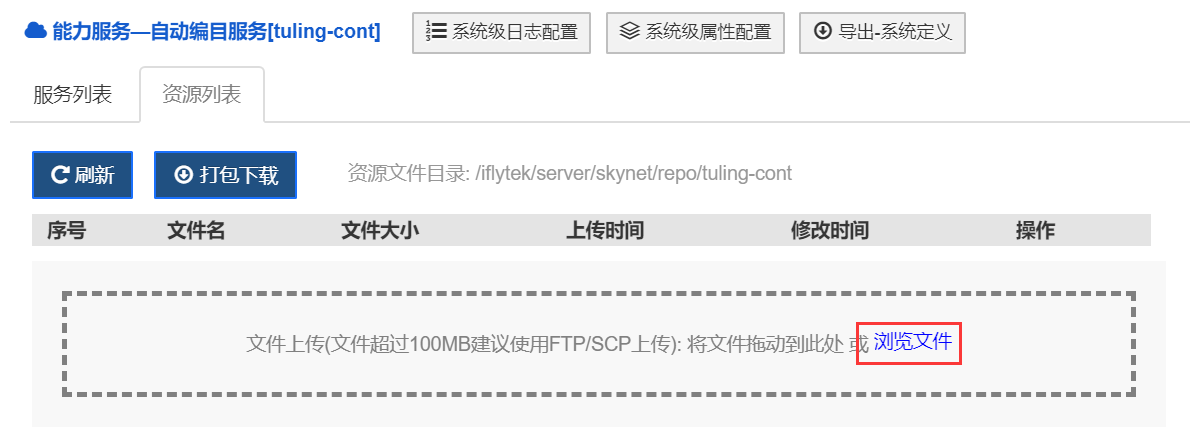 能力服务—自动编目服务[tuling-cont] 系统级日志配置 系统级属性配置 导出-系统定义
服务列表 资源列表
刷新 打包下载 资源文件目录: /iflytek/server/skynet/repo/tuling-cont
序号 文件名 文件大小 上传时间 修改时间 操作
文件上传(文件超过100MB建议使用FTP/SCP上传): 将文件拖动到此处 或 浏览文件